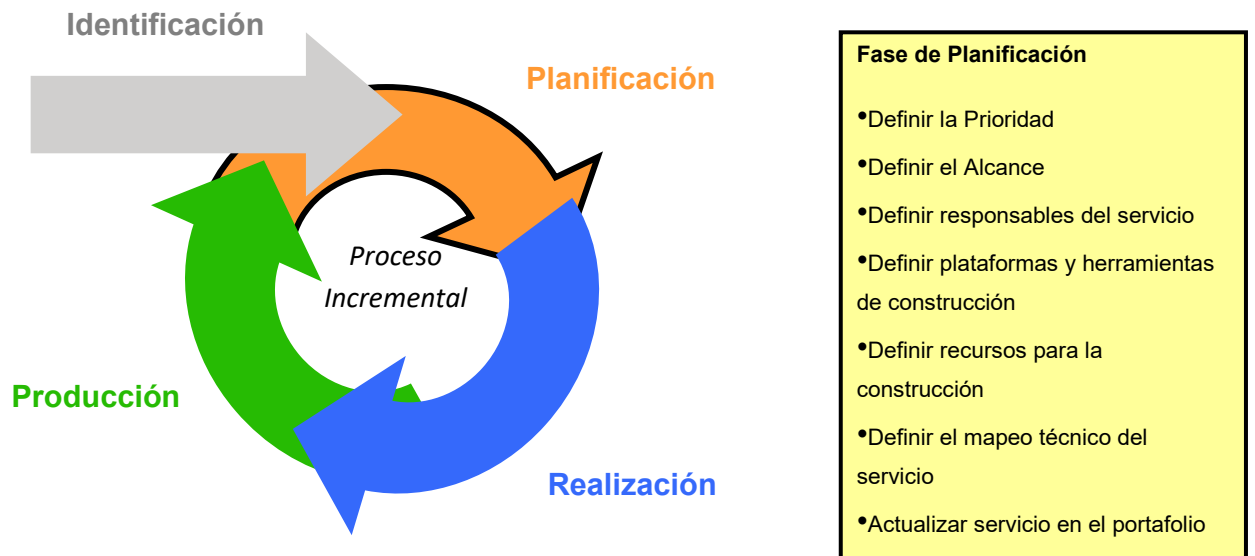 Identificación
Planificación
Proceso
Incremental
Producción
Realización
Fase de Planificación
•Definir la Prioridad
•Definir el Alcance
•Definir responsables del servicio
•Definir plataformas y herramientas
de construcción
•Definir recursos para la
construcción
•Definir el mapeo técnico del
servicio
•Actualizar servicio en el portafolio